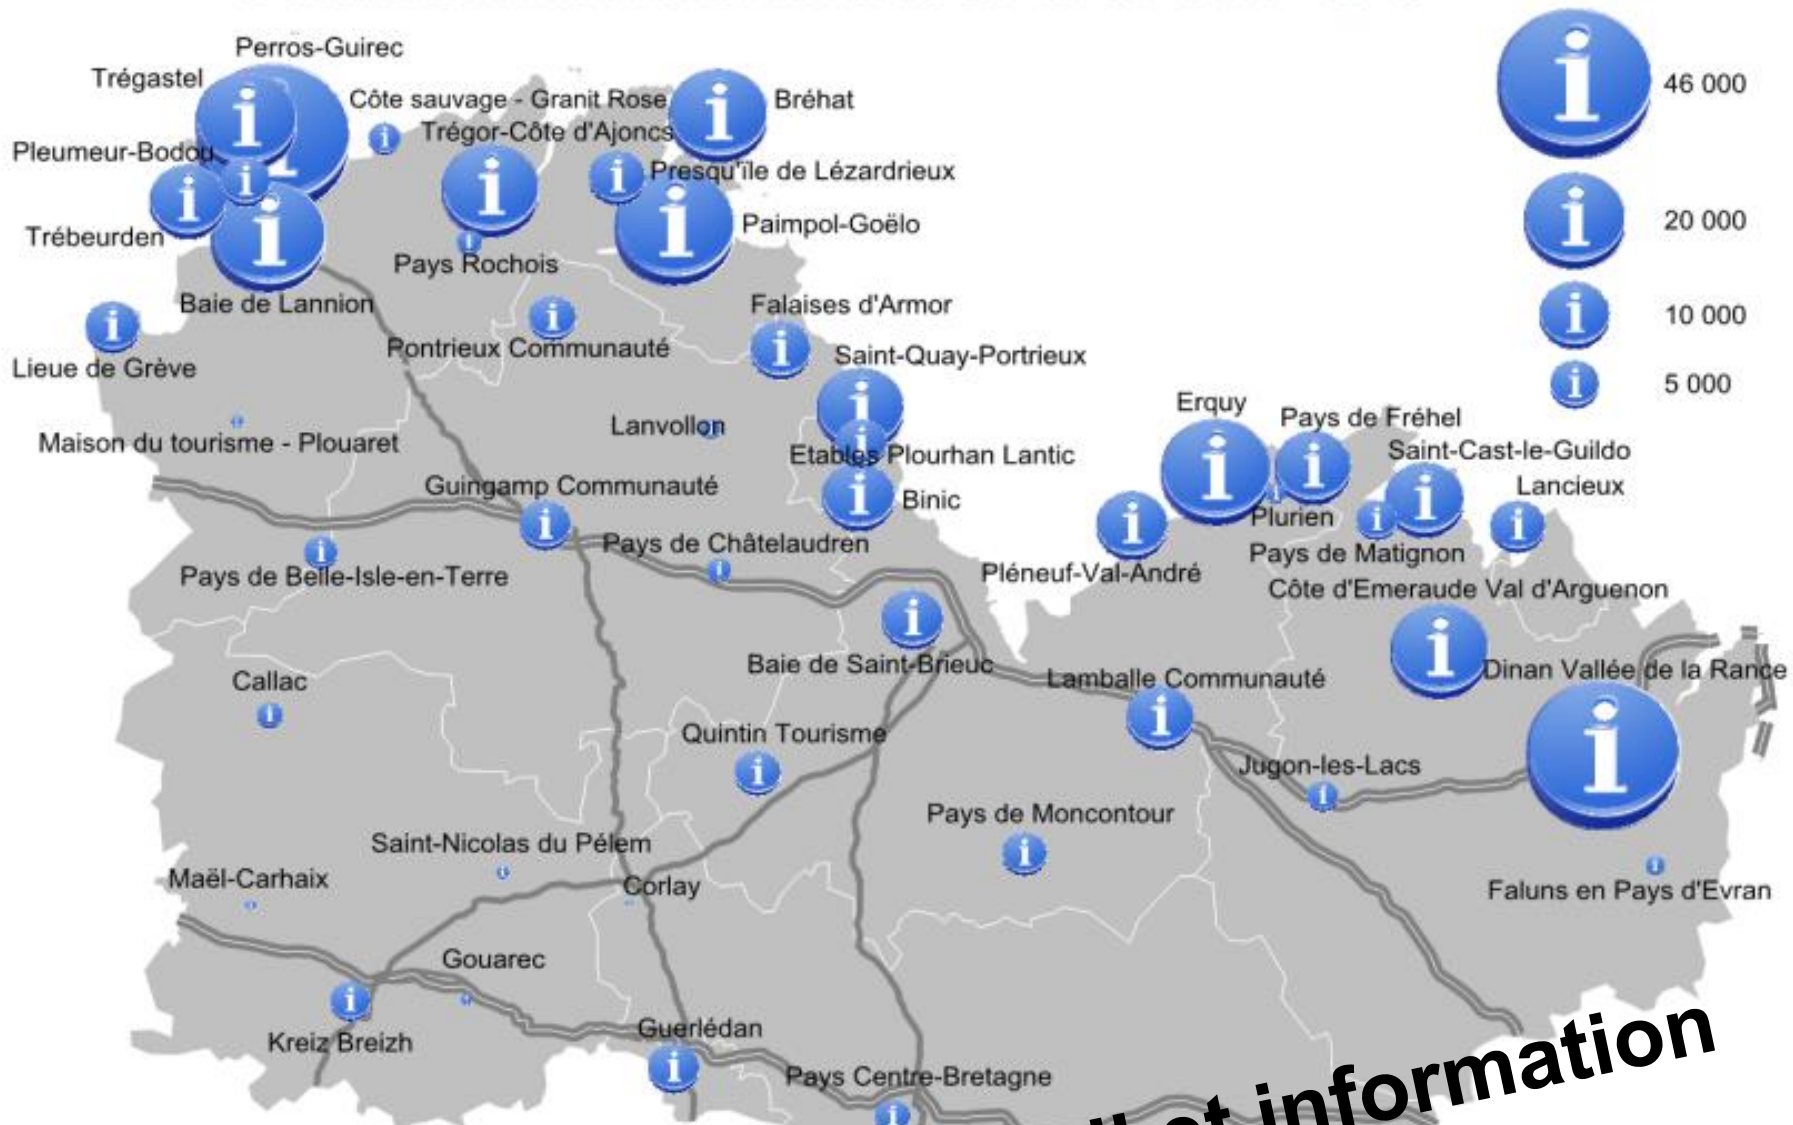 Perros-Guirec
Trégastel
46 000
Côte sauvage - Granit Rose
Bréhat
Trégor-Côte d'Ajoncs
Pleumeur-Bodou
Presqu'île de Lézardrieux
20 000
Trébeurden
Paimpol-Goëlo
Pays Rochois
Baie de Lannion
Falaises d'Armor
10 000
Pontrieux Communauté
Saint-Quay-Portrieux
Lieue de Grève
5 000
Erquy
Pays de Fréhel
Lanvollon
Maison du tourisme - Plouaret
Etables Plourhan Lantic
Saint-Cast-le-Guildo
Guingamp Communauté
Lancieux
Binic
Plurien
Pays de Châtelaudren
Pays de Matignon
Pays de Belle-Isle-en-Terre
Pléneuf-Val-André
Côte d'Emeraude Val d'Arguenon
Baie de Saint-Brieuc
Dinan Vallée de la Rance
Callac
Lamballe Communauté
Quintin Tourisme
Jugon-les-Lacs
Pays de Moncontour
Saint-Nicolas du Pélem
Maël-Carhaix
Corlay
Faluns en Pays d'Evran
Gouarec
Guerlédan
Kreiz Breizh
Pays Centre-Bretagne
et information